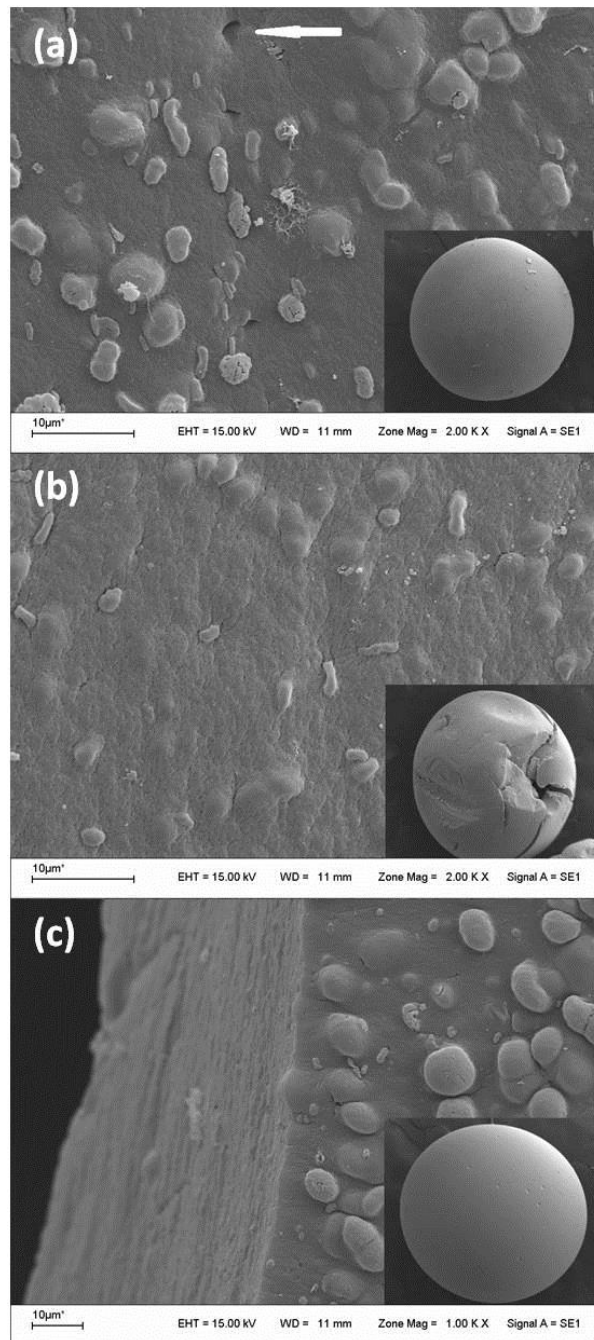 (a)
10µm* EHT = 15.00 kV WD = 11 mm Zone Mag = 2.00 K X Signal A = SE1
(b)
10µm* EHT = 15.00 kV WD = 11 mm Zone Mag = 2.00 K X Signal A = SE1
(c)
10µm* EHT = 15.00 kV WD = 11 mm Zone Mag = 1.00 K X Signal A = SE1